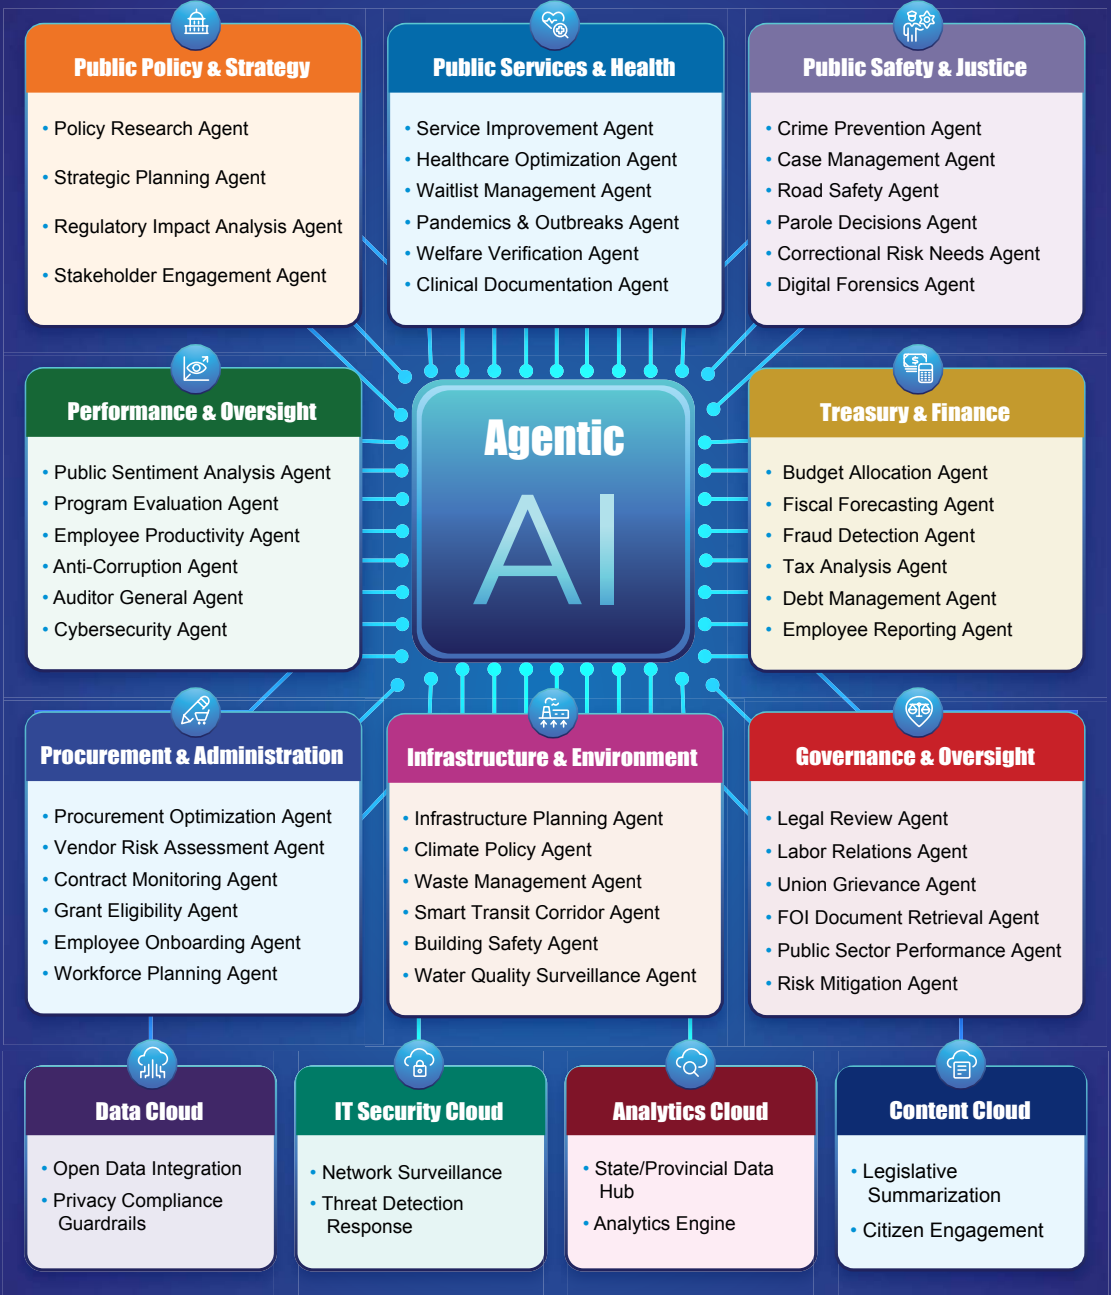 Public Policy & Strategy
• Policy Research Agent
• Strategic Planning Agent
• Regulatory Impact Analysis Agent
• Stakeholder Engagement Agent
Public Services & Health
• Service Improvement Agent
• Healthcare Optimization Agent
• Waitlist Management Agent
• Pandemics & Outbreaks Agent
• Welfare Verification Agent
• Clinical Documentation Agent
Public Safety & Justice
• Crime Prevention Agent
• Case Management Agent
• Road Safety Agent
• Parole Decisions Agent
• Correctional Risk Needs Agent
• Digital Forensics Agent
Performance & Oversight
• Public Sentiment Analysis Agent
• Program Evaluation Agent
• Employee Productivity Agent
• Anti-Corruption Agent
• Auditor General Agent
• Cybersecurity Agent
Agentic
AI
Treasury & Finance
• Budget Allocation Agent
• Fiscal Forecasting Agent
• Fraud Detection Agent
• Tax Analysis Agent
• Debt Management Agent
• Employee Reporting Agent
Procurement & Administration
• Procurement Optimization Agent
• Vendor Risk Assessment Agent
• Contract Monitoring Agent
• Grant Eligibility Agent
• Employee Onboarding Agent
• Workforce Planning Agent
Infrastructure & Environment
• Infrastructure Planning Agent
• Climate Policy Agent
• Waste Management Agent
• Smart Transit Corridor Agent
• Building Safety Agent
• Water Quality Surveillance Agent
Governance & Oversight
• Legal Review Agent
• Labor Relations Agent
• Union Grievance Agent
• FOI Document Retrieval Agent
• Public Sector Performance Agent
• Risk Mitigation Agent
Data Cloud
• Open Data Integration
• Privacy Compliance
Guardrails
IT Security Cloud
• Network Surveillance
• Threat Detection
Response
Analytics Cloud
• State/Provincial Data
Hub
• Analytics Engine
Content Cloud
• Legislative
Summarization
• Citizen Engagement